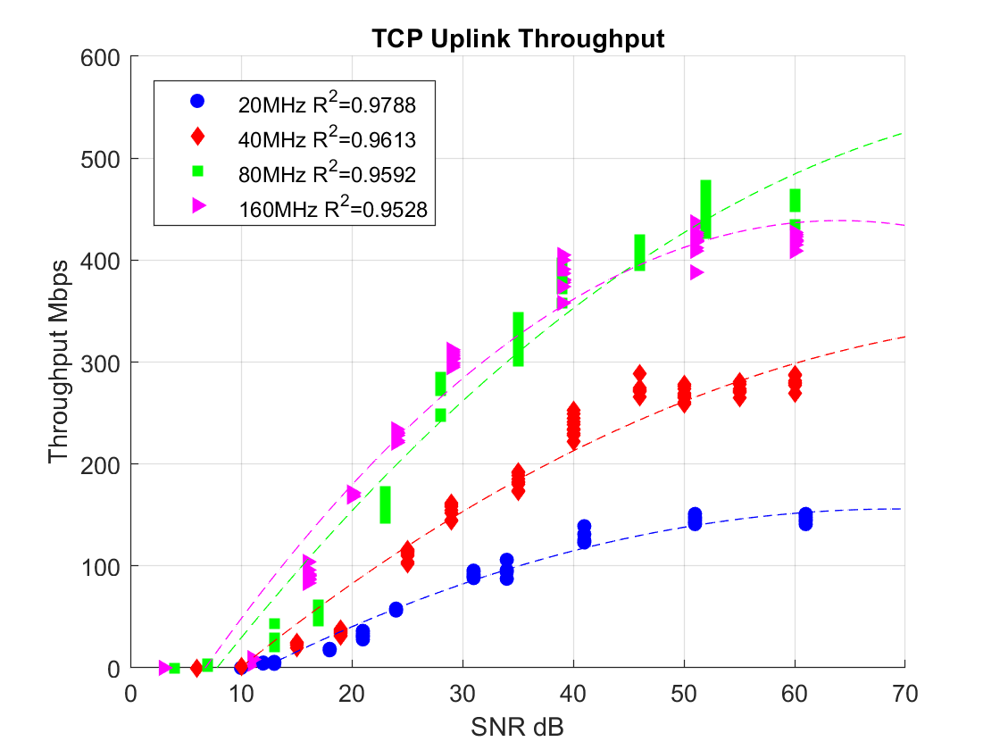 TCP Uplink Throughput
600
500
400
300
200
100
0
Throughput Mbps
20MHz R²=0.9788
40MHz R²=0.9613
80MHz R²=0.9592
160MHz R²=0.9528
0 10 20 30 40 50 60 70
SNR dB